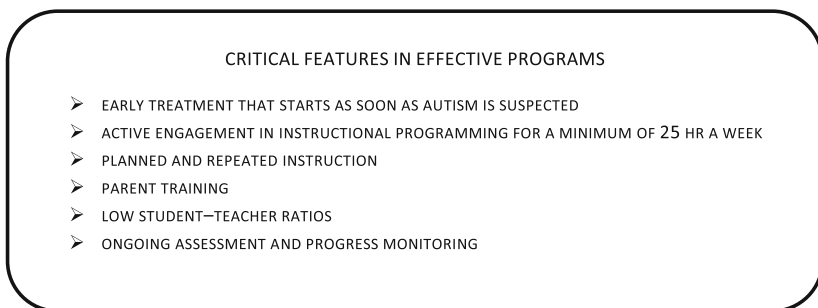 CRITICAL FEATURES IN EFFECTIVE PROGRAMS
➢ EARLY TREATMENT THAT STARTS AS SOON AS AUTISM IS SUSPECTED
➢ ACTIVE ENGAGEMENT IN INSTRUCTIONAL PROGRAMMING FOR A MINIMUM OF 25 HR A WEEK
➢ PLANNED AND REPEATED INSTRUCTION
➢ PARENT TRAINING
➢ LOW STUDENT–TEACHER RATIOS
➢ ONGOING ASSESSMENT AND PROGRESS MONITORING